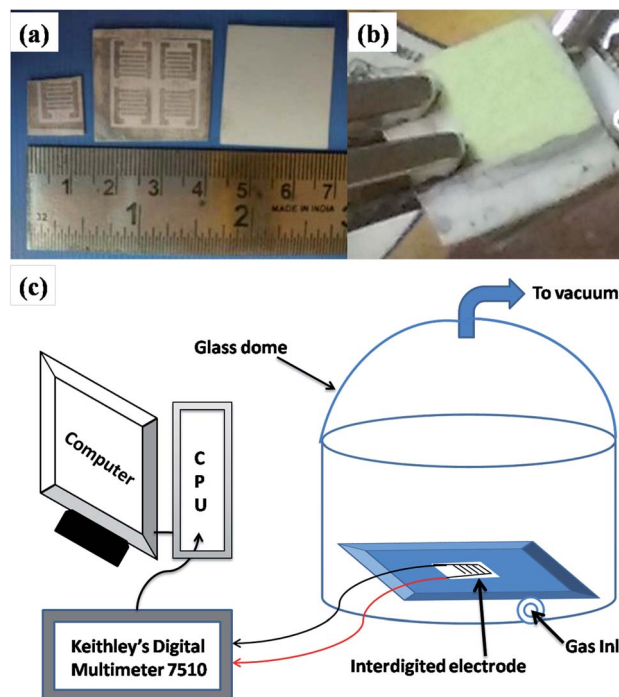 (a)
(b)
1 2 3 4 5 6 7
32 1 2
MADE IN INDIA
(c)
To vacuum
Glass dome
Computer
CPU
Keithley's Digital
Multimeter 7510
Interdigited electrode
Gas Inl